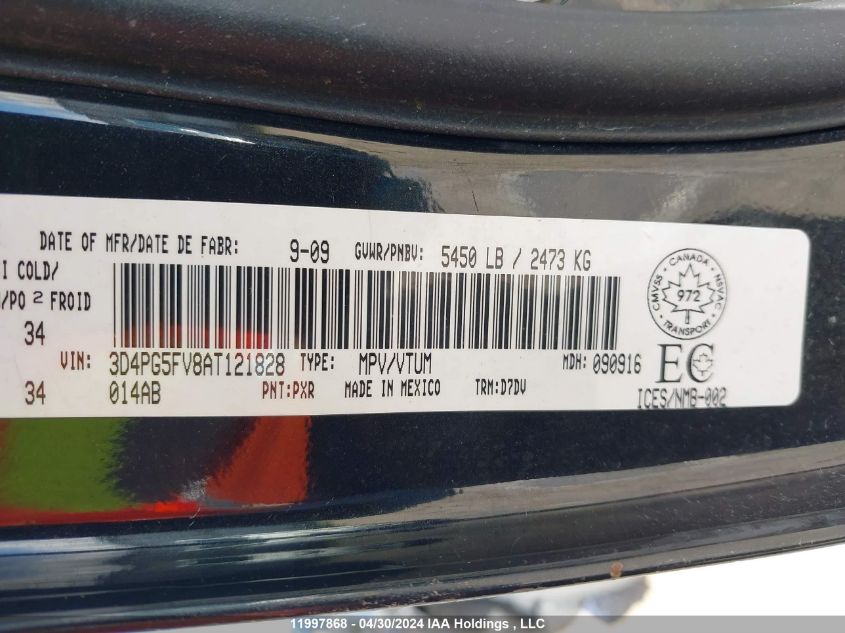 DATE OF MFR/DATE DE FABR: 9-09 GVWR/PNBV: 5450 LB / 2473 KG
I COLD/
/PO 2 FROID
34
VIN: 3D4PG5FV8AT121828 TYPE: MPV/VTUM MDH: 090916
34 014AB PNT:PXR MADE IN MEXICO TRM:D7DV
CANADA
CMVSS NSVAC
972
TRANSPORT
EC
ICES/NMB-002
11997868 - 04/30/2024 IAA Holdings , LLC